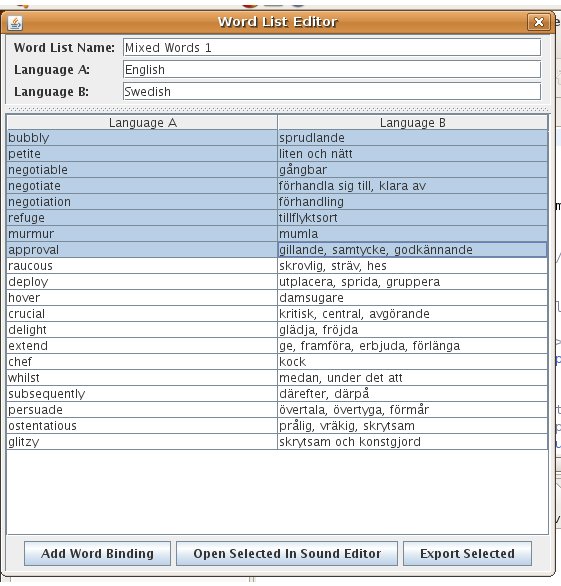 Word List Editor
Word List Name: Mixed Words 1
Language A: English
Language B: Swedish
Language A Language B
bubbly sprudlande
petite liten och nätt
negotiable gångbar
negotiate förhandla sig till, klara av
negotiation förhandling
refuge tillflyktsort
murmur mumla
approval gillande, samtycke, godkännande
raucous skrovlig, sträv, hes
deploy utplacera, sprida, gruppera
hover damsugare
crucial kritisk, central, avgörande
delight glädja, fröjda
extend ge, framföra, erbjuda, förlänga
chef kock
whilst medan, under det att
subsequently därefter, därpå
persuade övertala, övertyga, förmår
ostentatious prålig, vräkig, skrytsam
glitzy skrytsam och konstgjord
Add Word Binding Open Selected In Sound Editor Export Selected